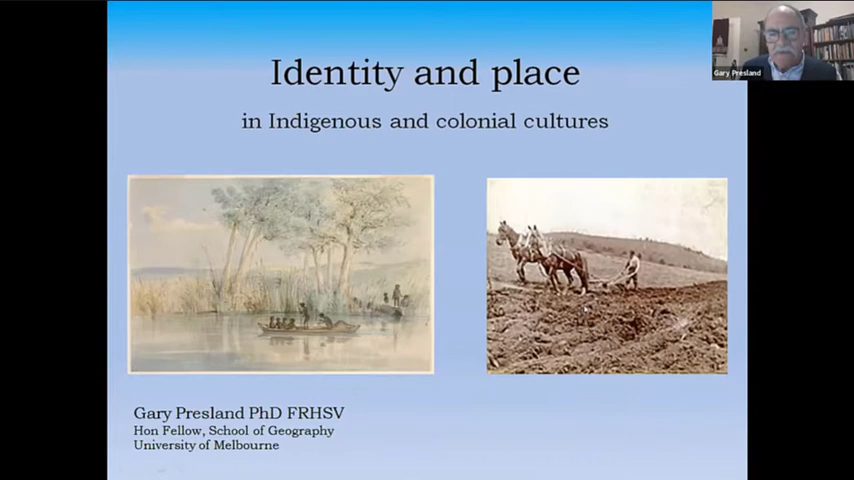 Identity and place
in Indigenous and colonial cultures
Gary Presland
Gary Presland PhD FRHSV
Hon Fellow, School of Geography
University of Melbourne